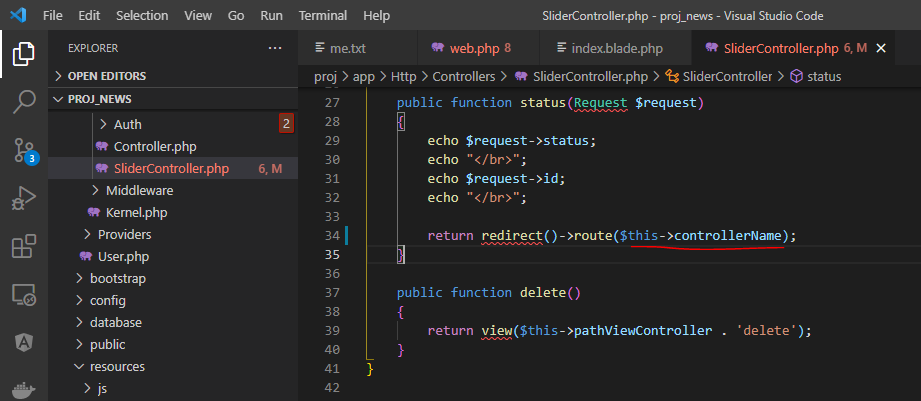 File Edit Selection View Go Run Terminal Help SliderController.php - proj_news - Visual Studio Code
EXPLORER ···
OPEN EDITORS
PROJ_NEWS
Auth 2
Controller.php
SliderController.php 6, M
Middleware
Kernel.php
Providers
User.php
bootstrap
config
database
public
resources
js
3
me.txt web.php 8 index.blade.php SliderController.php 6, M
proj > app > Http > Controllers > SliderController.php > SliderController > status
27 public function status(Request $request)
28 {
29 echo $request->status;
30 echo "</br>";
31 echo $request->id;
32 echo "</br>";
33
34 return redirect()->route($this->controllerName);
35 }
36
37 public function delete()
38 {
39 return view($this->pathViewController . 'delete');
40 }
41 }
42